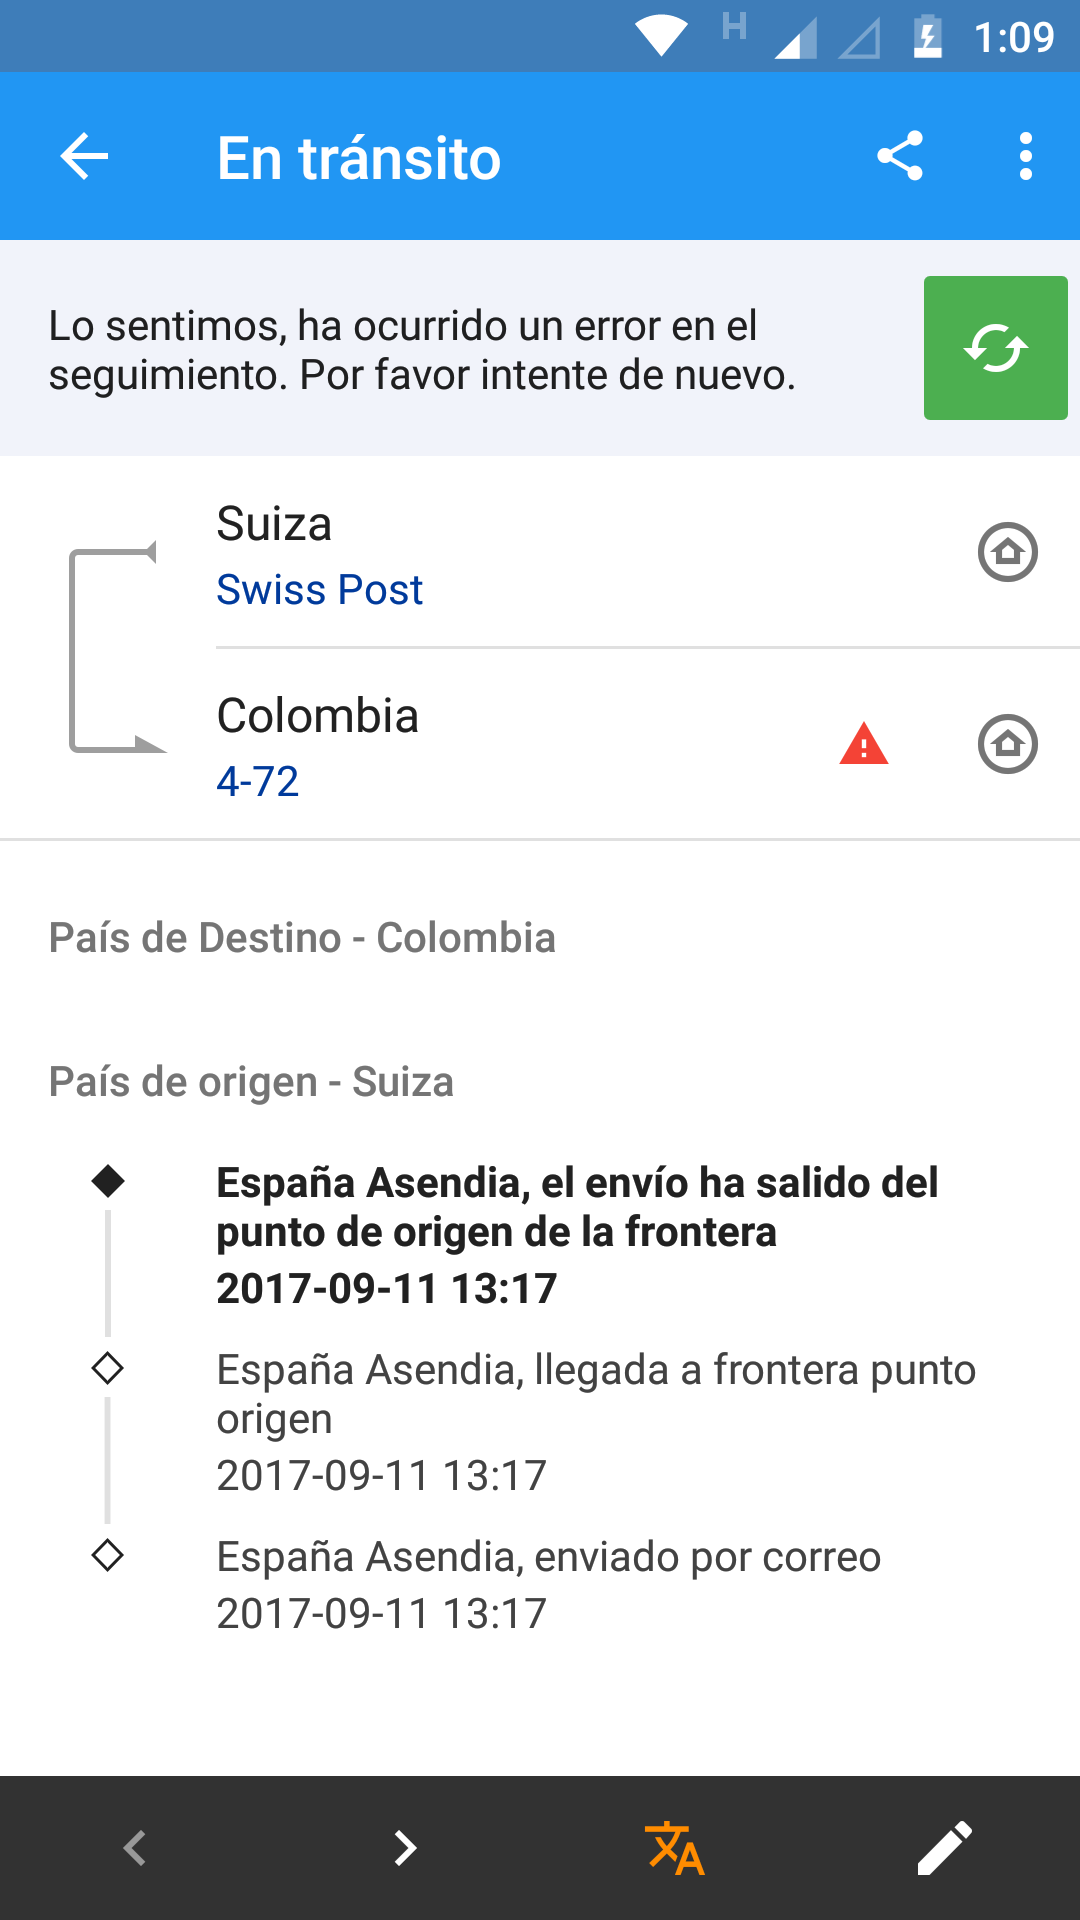 H 1:09
En tránsito
Lo sentimos, ha ocurrido un error en el
seguimiento. Por favor intente de nuevo.
Suiza
Swiss Post
Colombia
4-72
País de Destino - Colombia
País de origen - Suiza
España Asendia, el envío ha salido del
punto de origen de la frontera
2017-09-11 13:17
España Asendia, llegada a frontera punto
origen
2017-09-11 13:17
España Asendia, enviado por correo
2017-09-11 13:17